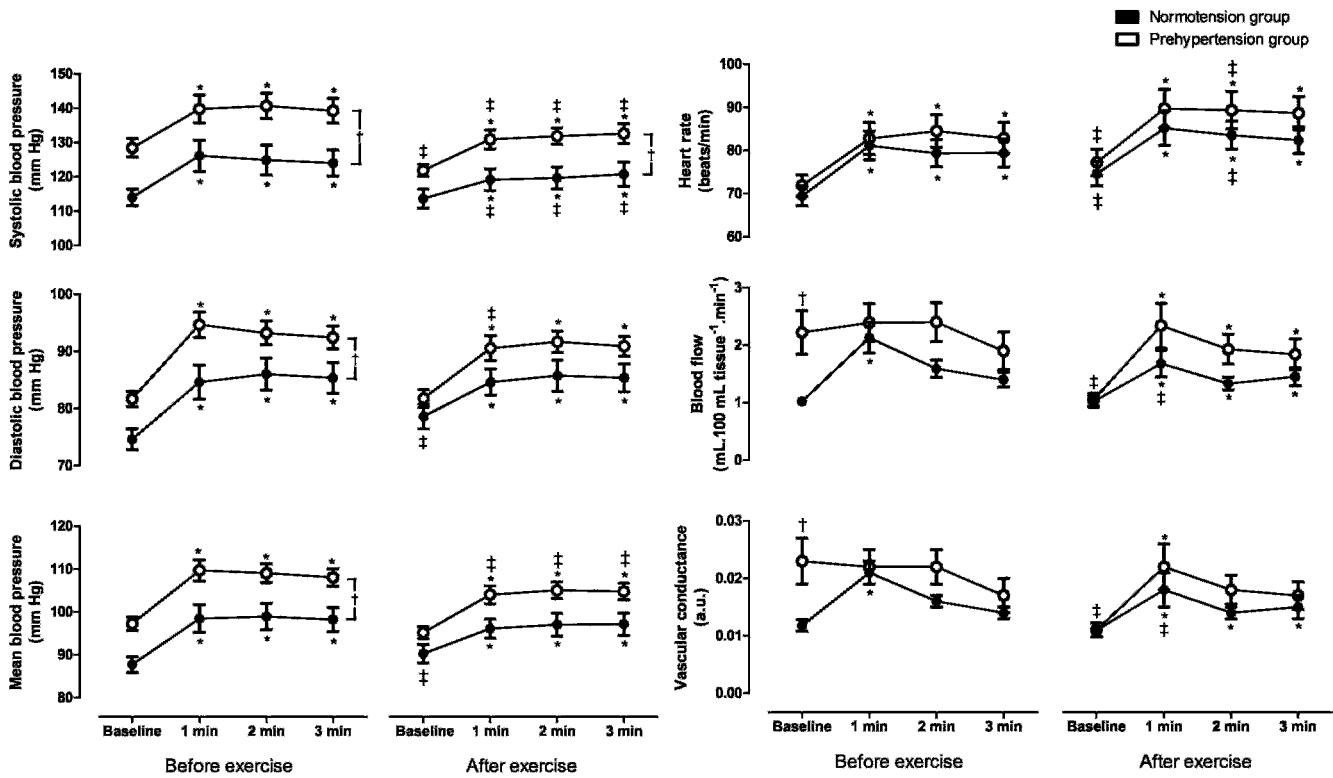 Normotension group
Prehypertension group
Systolic blood pressure
(mm Hg)
150
140
130
120
110
100
* * *
* * *
†
‡ ‡ ‡
‡ * * *
* * *
‡ ‡ ‡
†
Heart rate
(beats/min)
100
90
80
70
60
* * *
* * *
‡
‡ * * *
‡ * * *
‡
Diastolic blood pressure
(mm Hg)
100
90
80
70
* * *
* * *
†
‡
* * *
* * *
‡
Blood flow
(mL.100 mL tissue⁻¹.min⁻¹)
3
2
1
0
†
*
* * *
‡ * * *
‡
Mean blood pressure
(mm Hg)
120
110
100
90
80
* * *
* * *
†
‡ ‡ ‡
* * *
* * *
‡
Vascular conductance
(a.u.)
0.03
0.02
0.01
0.00
†
*
*
‡ * * *
‡
Baseline 1 min 2 min 3 min
Before exercise
Baseline 1 min 2 min 3 min
After exercise
Baseline 1 min 2 min 3 min
Before exercise
Baseline 1 min 2 min 3 min
After exercise